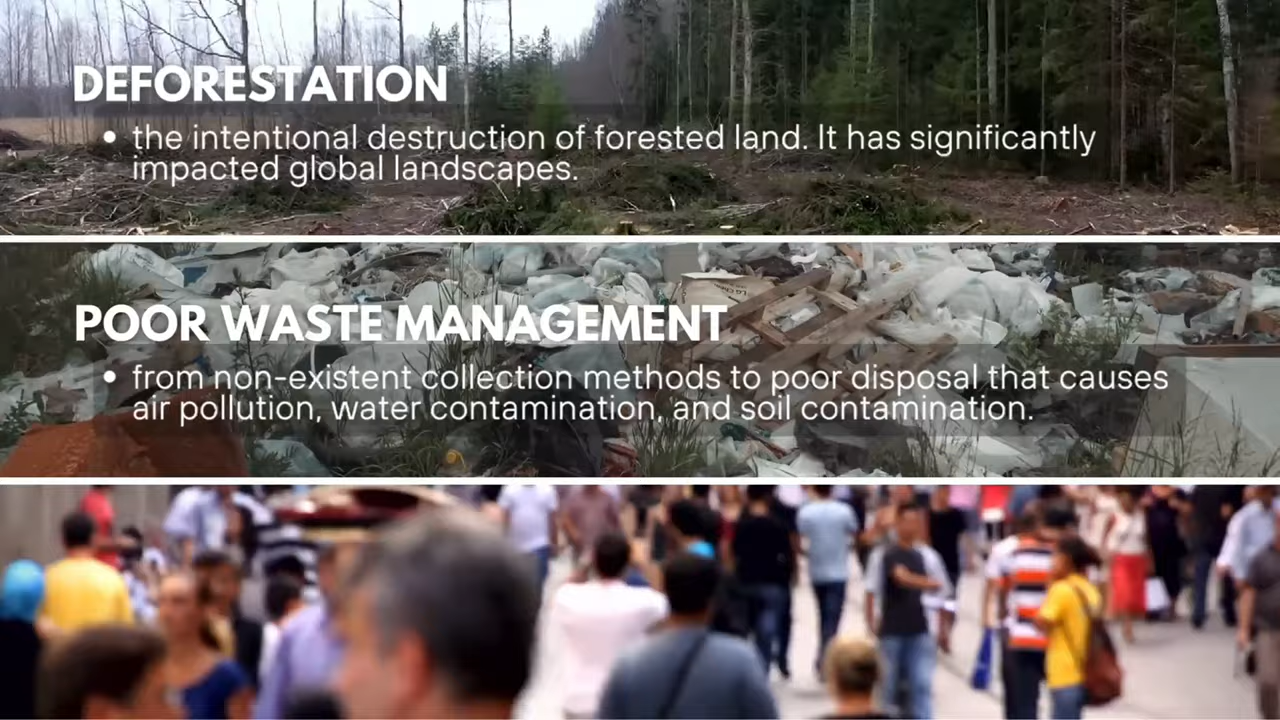 DEFORESTATION
• the intentional destruction of forested land. It has significantly
impacted global landscapes.
POOR WASTE MANAGEMENT
• from non-existent collection methods to poor disposal that causes
air pollution, water contamination, and soil contamination.